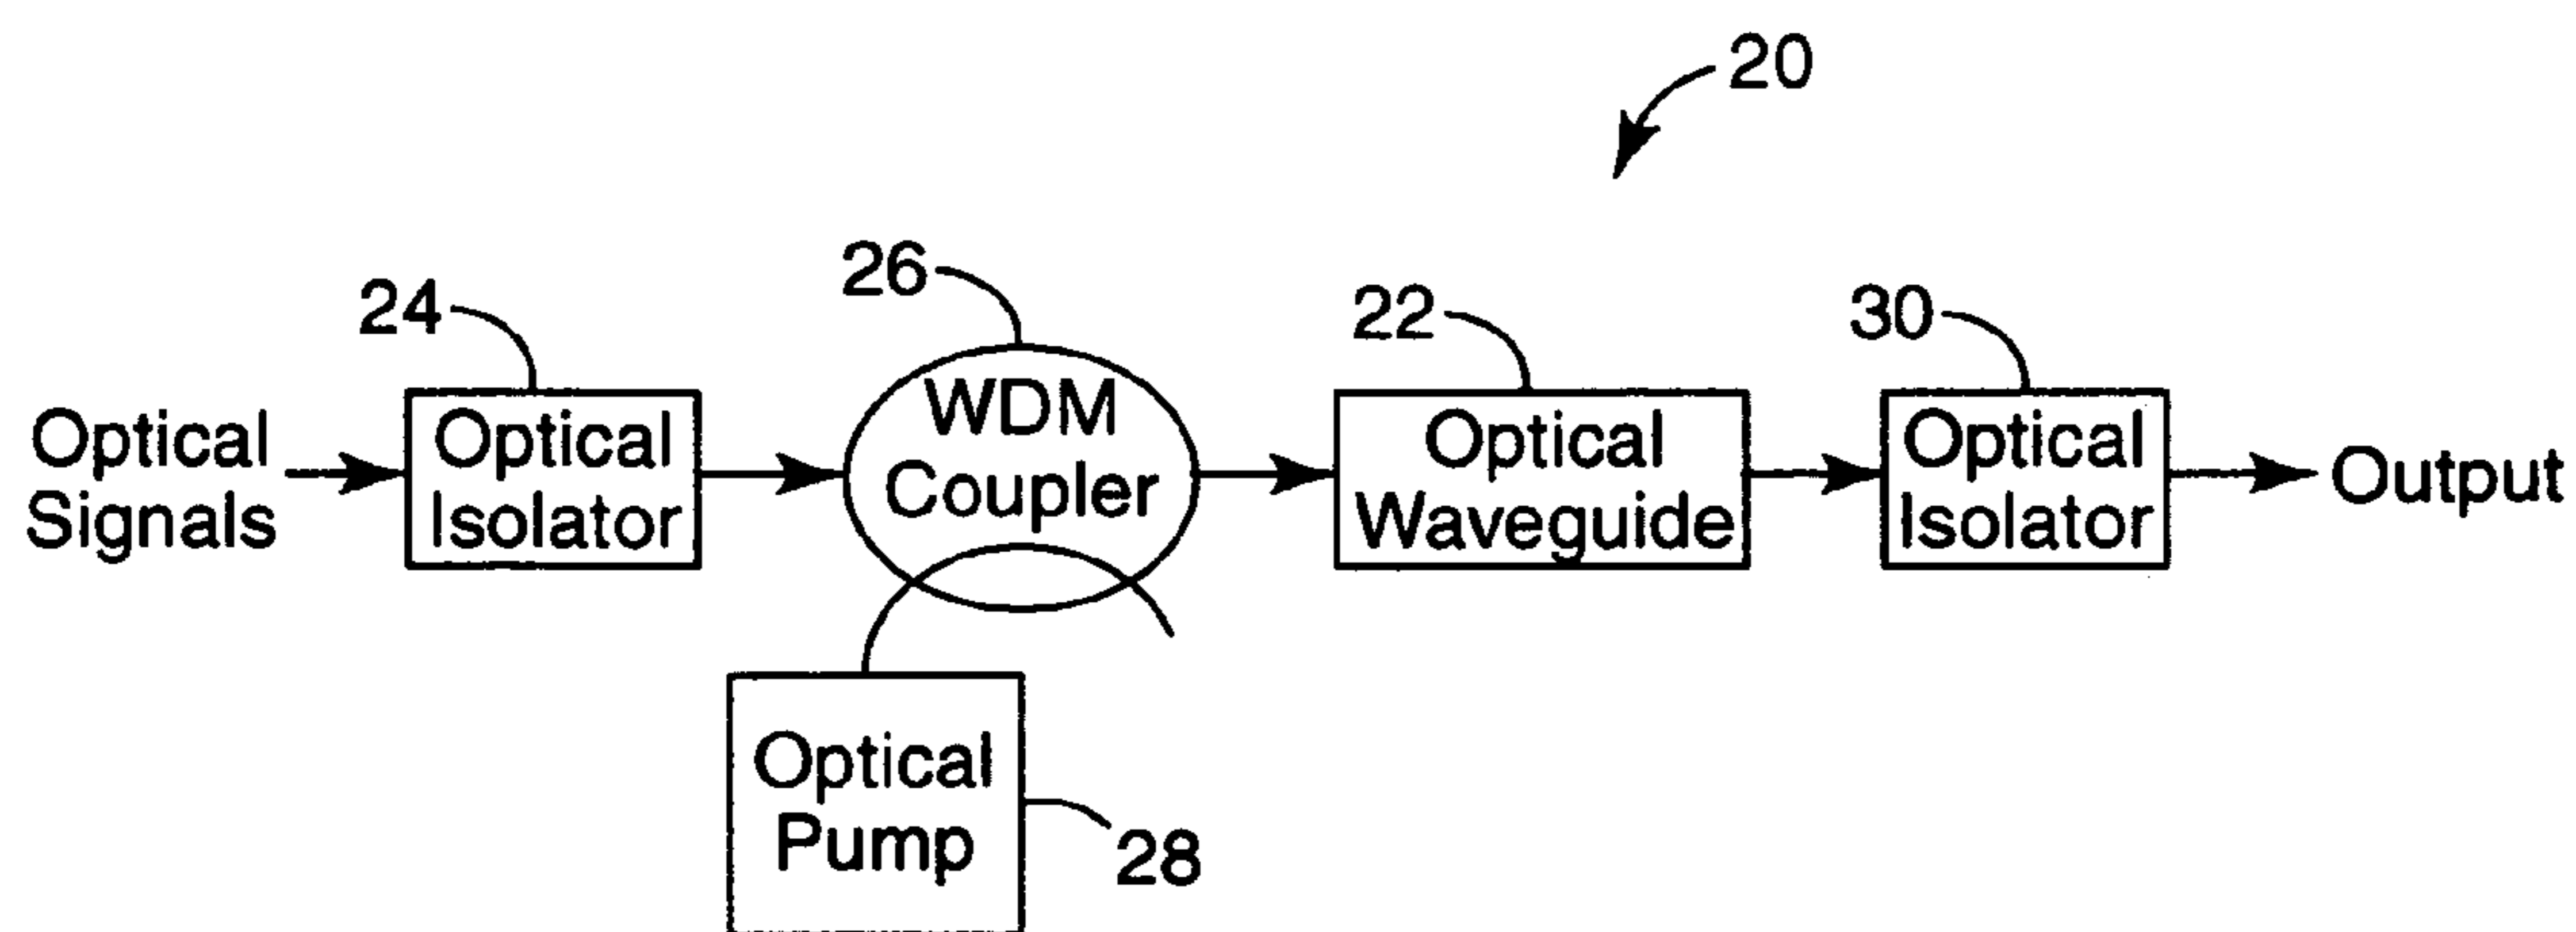 20
26
24
22
30
Optical
Signals
Optical
Isolator
WDM
Coupler
Optical
Waveguide
Optical
Isolator
Output
Optical
Pump
28